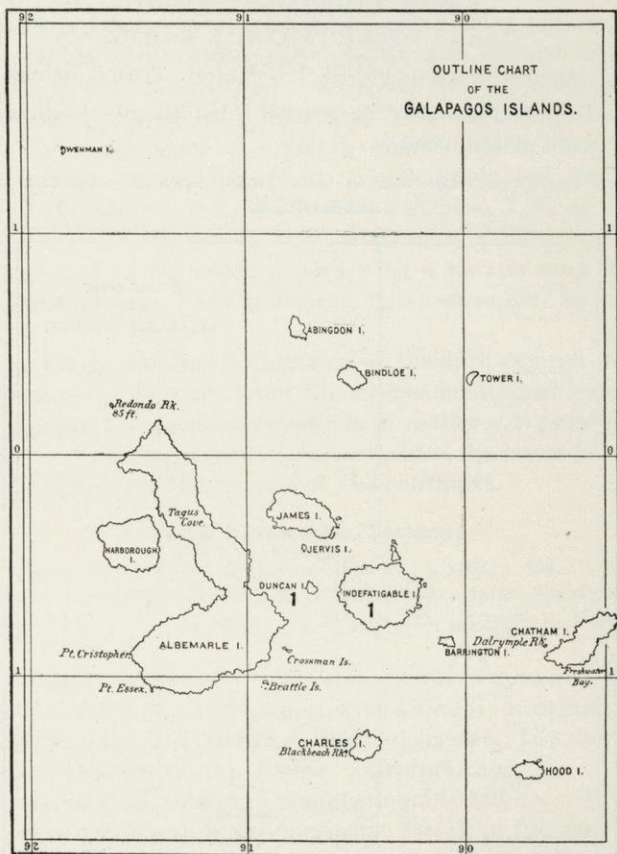 92
91
90
OUTLINE CHART
OF THE
GALAPAGOS ISLANDS.
WENMAN I.
1
1
ABINGDON I.
BINDLOE I.
TOWER I.
Redondo Rk.
85 ft.
0
0
Tagus
Cove.
JAMES I.
NARBOROUGH
I.
JERVIS I.
DUNCAN I.
1
INDEFATIGABLE I.
1
CHATHAM I.
Dalrymple Rk.
ALBEMARLE I.
BARRINGTON I.
Pt. Cristopher
Crossman Is.
Freshwater
Bay.
1
1
Pt. Essex.
Brattle Is.
CHARLES I.
Blackbeach Rk.
HOOD I.
92
91
90